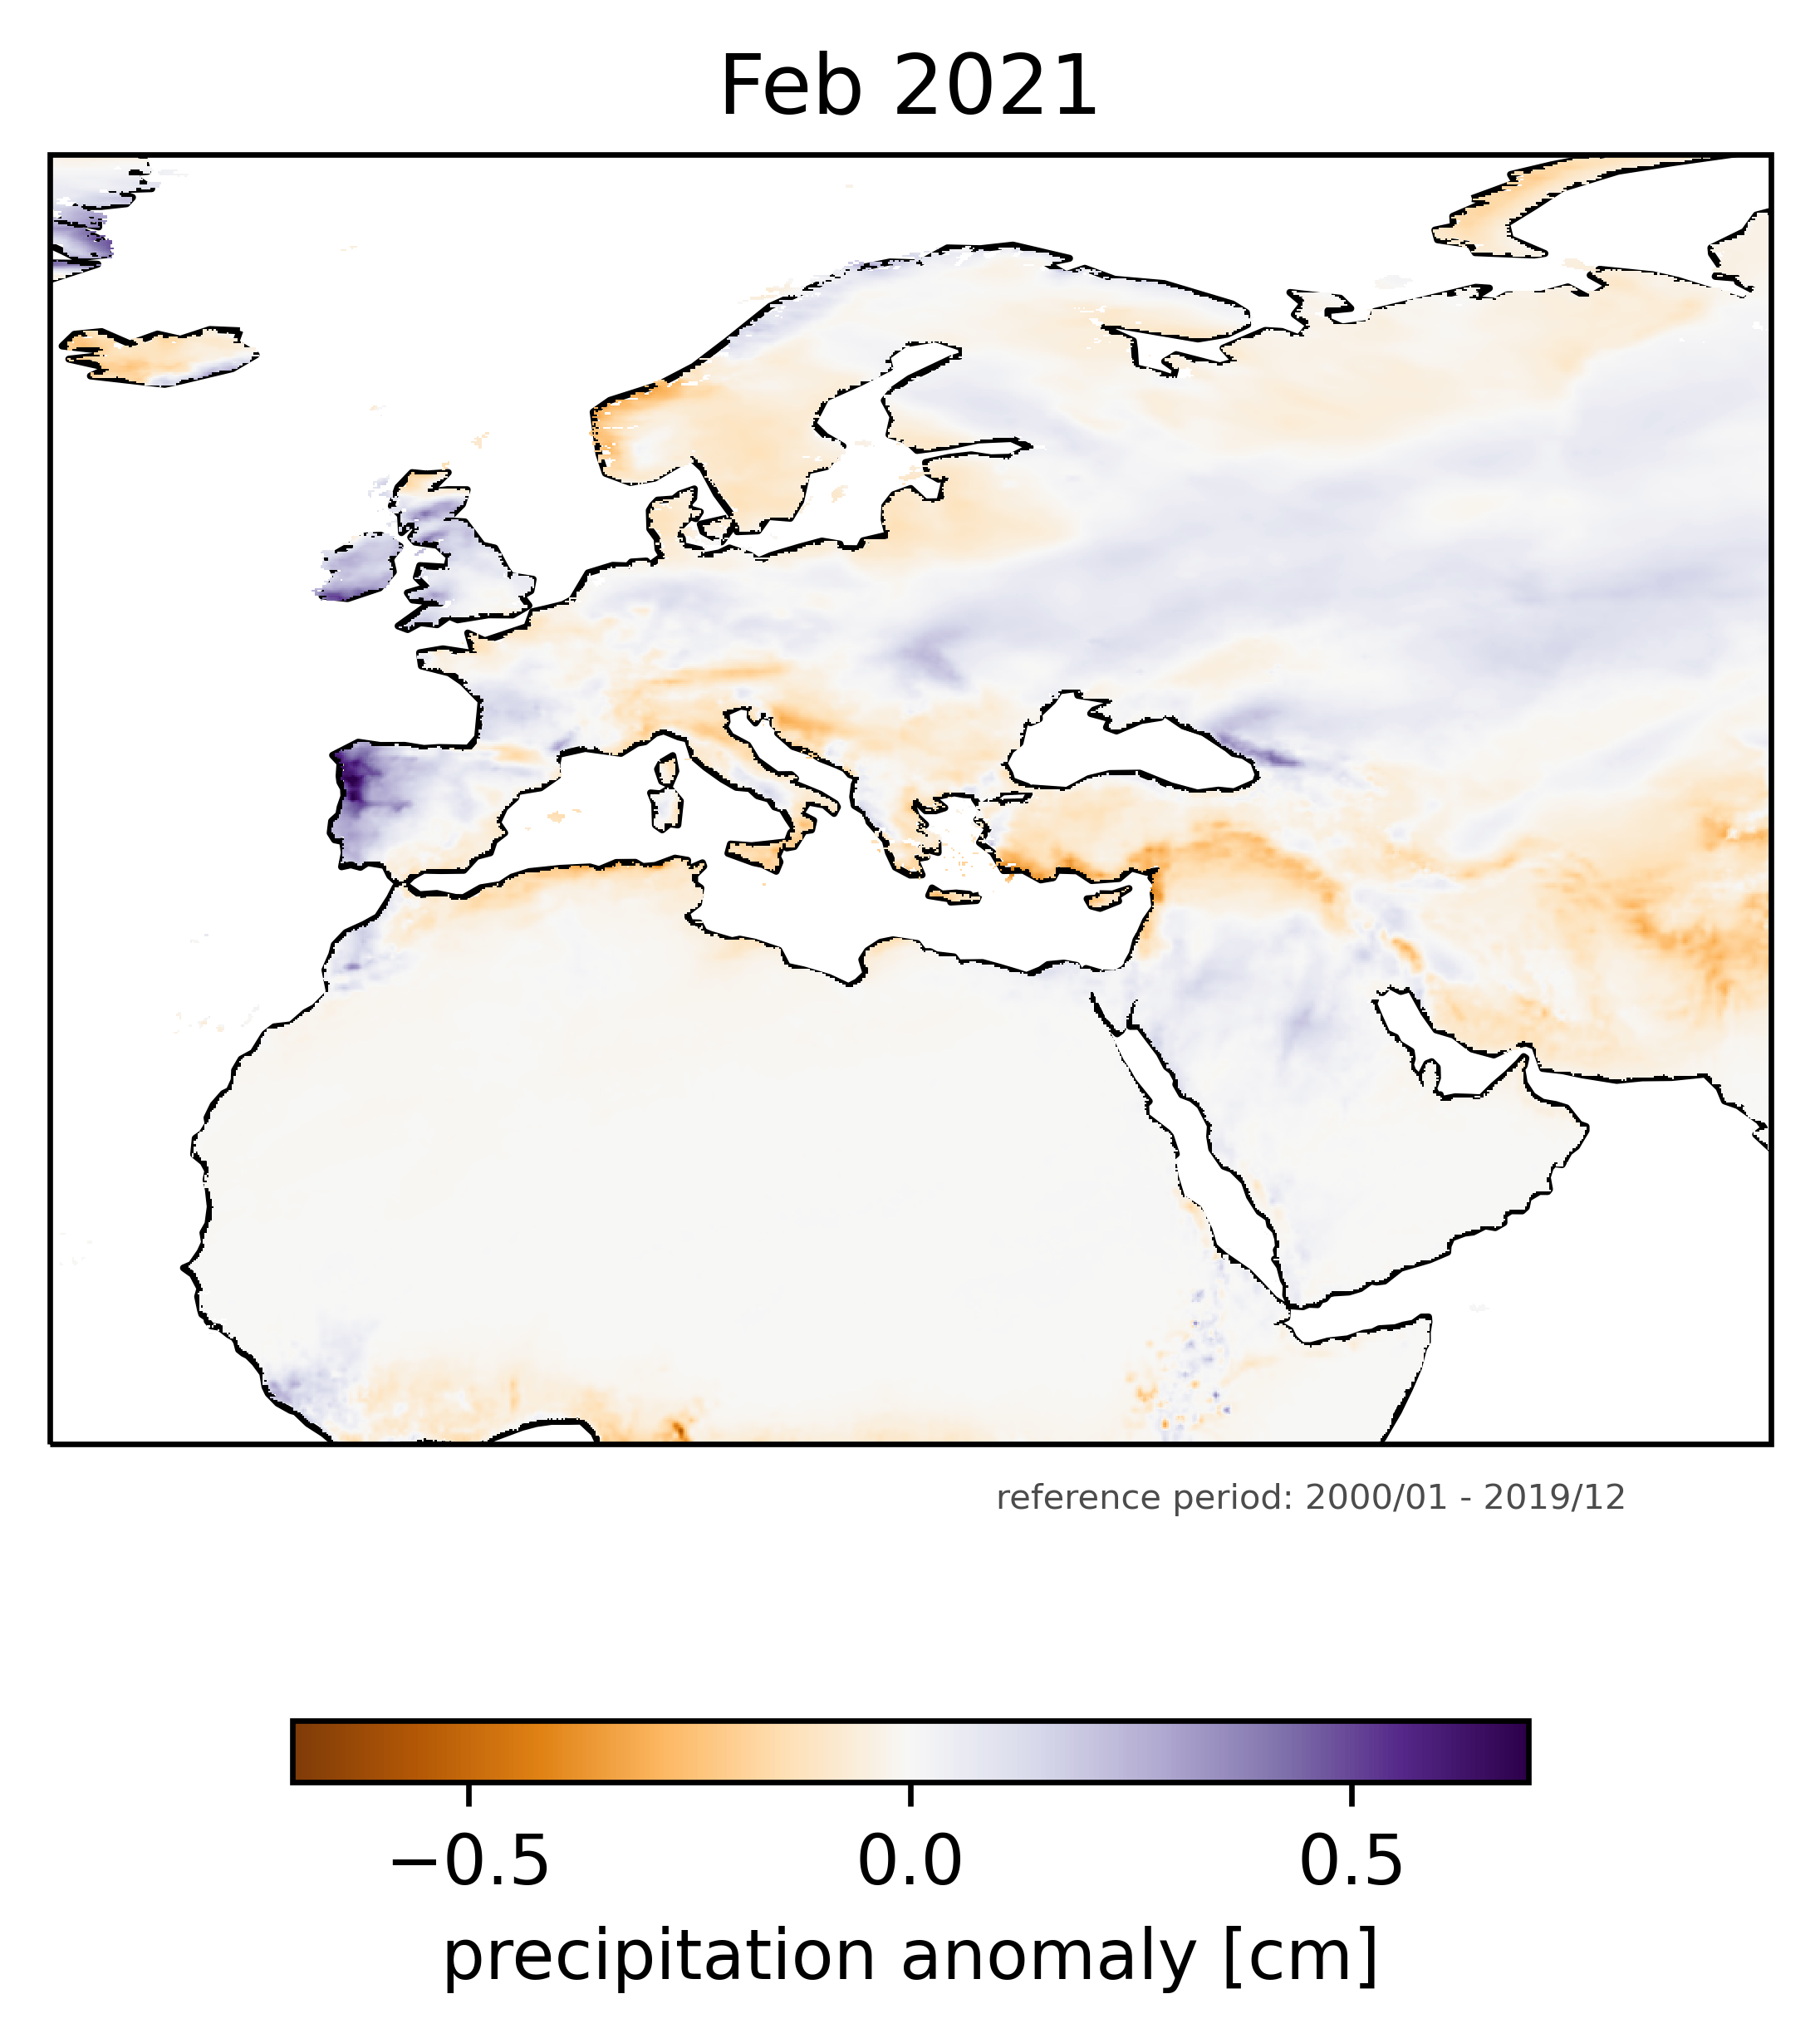 Feb 2021
reference period: 2000/01 - 2019/12
−0.5 0.0 0.5
precipitation anomaly [cm]